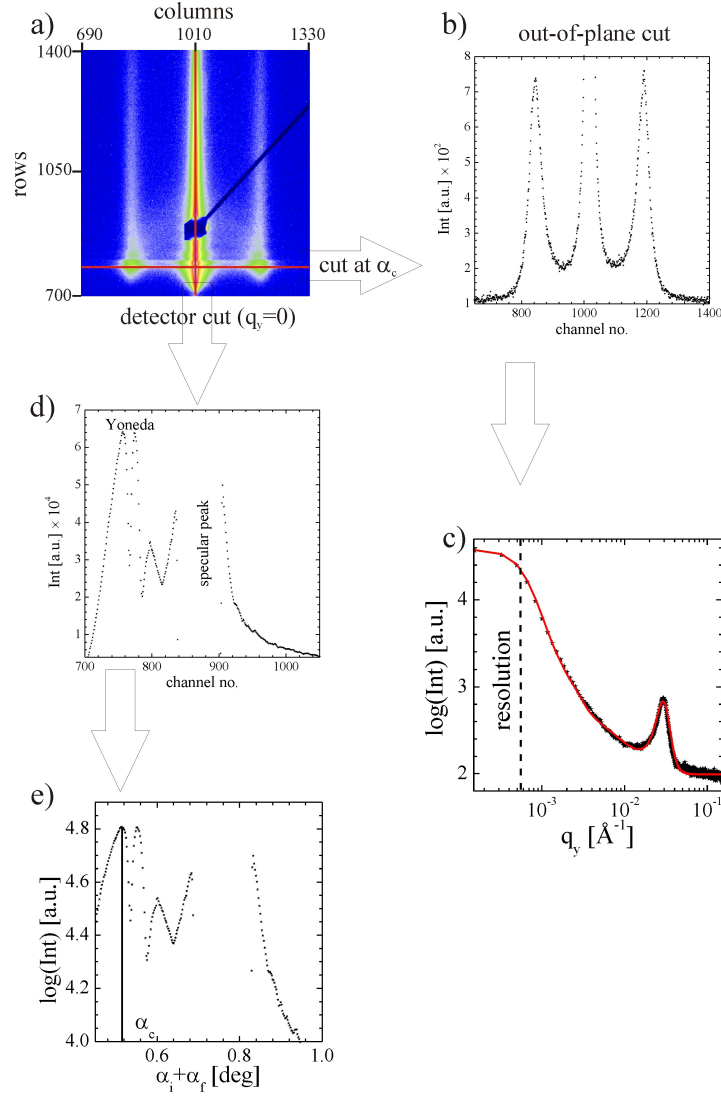 a)
columns
690 1010 1330
1400
1050
700
rows
cut at αc
detector cut (qy=0)
b)
out-of-plane cut
8
7
6
5
4
3
2
1
Int [a.u.] × 10²
800 1000 1200 1400
channel no.
d)
7
6
5
4
3
2
1
Int [a.u.] × 10⁴
Yoneda
specular peak
700 800 900 1000
channel no.
c)
4
3
2
log(Int) [a.u.]
resolution
10⁻³ 10⁻² 10⁻¹
qy [Å⁻¹]
e)
4.8
4.6
4.4
4.2
4.0
log(Int) [a.u.]
αc
0.6 0.8 1.0
αi+αf [deg]